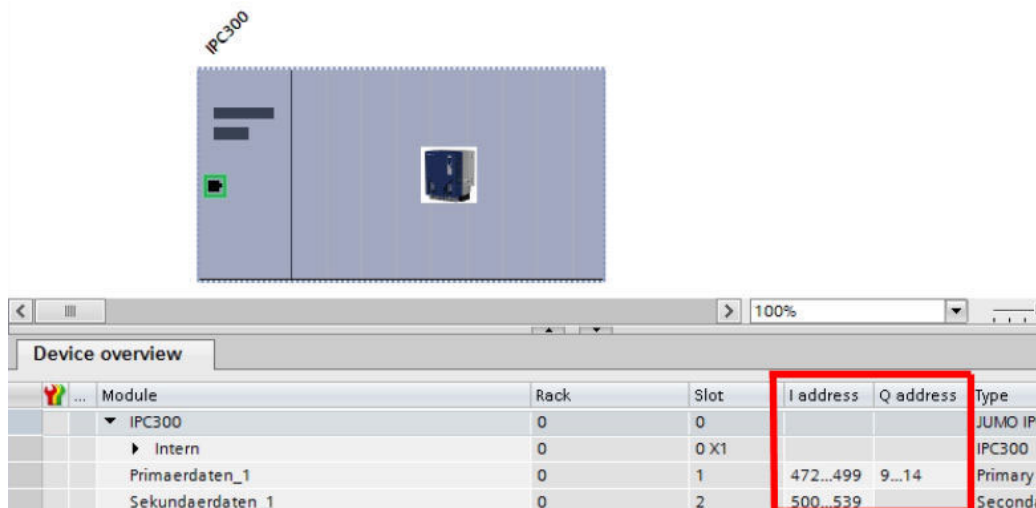 IPC300
100%
Device overview
... Module Rack Slot I address Q address Type
IPC300 0 0 JUMO IP
Intern 0 0 X1 IPC300
Primaerdaten_1 0 1 472...499 9...14 Primary
Sekundaerdaten_1 0 2 500...539 Seconda